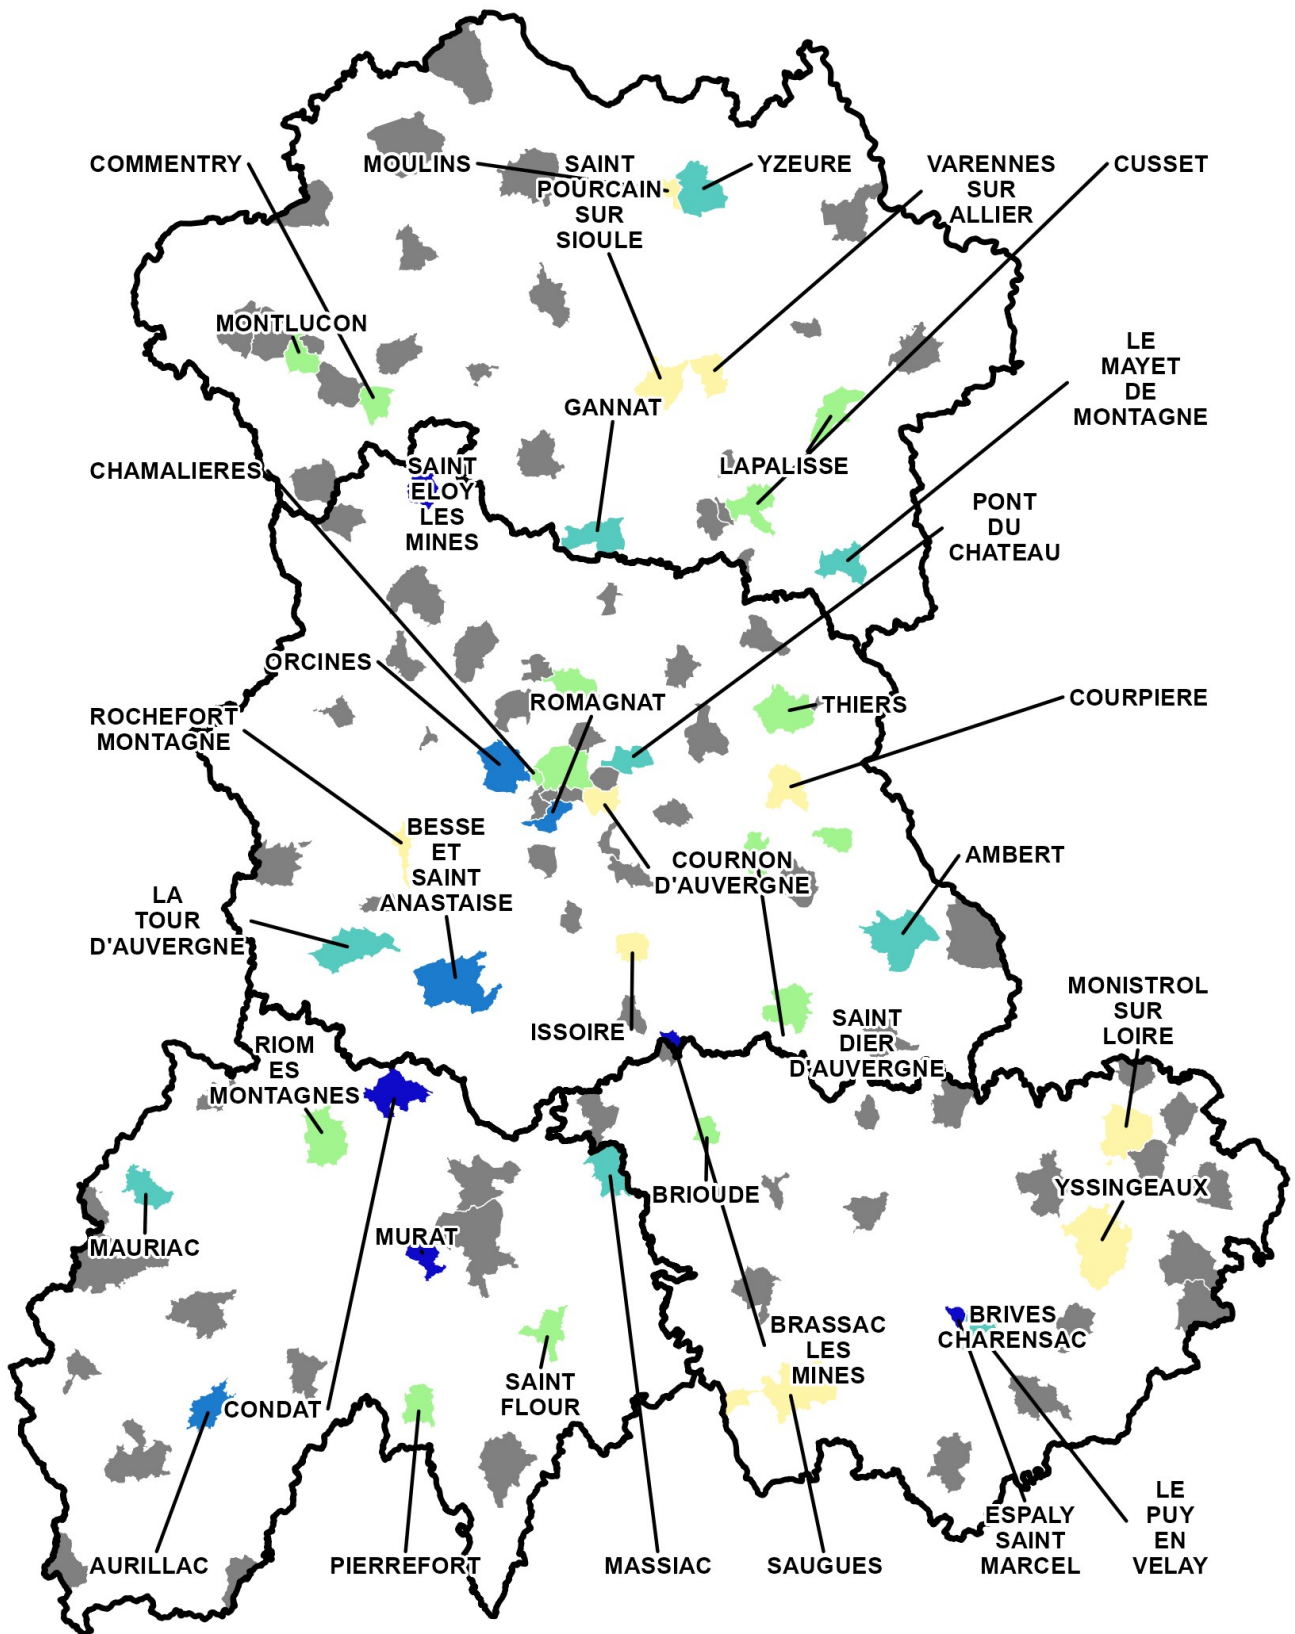 COMMENTRY
MOULINS
SAINT
POURCAIN
SUR
SIOULE
YZEURE
VARENNES
SUR
ALLIER
CUSSET
MONTLUCON
LE
MAYET
DE
MONTAGNE
GANNAT
CHAMALIERES
SAINT
ELOY
LES
MINES
LAPALISSE
PONT
DU
CHATEAU
ORCINES
ROMAGNAT
THIERS
COURPIERE
ROCHEFORT
MONTAGNE
BESSE
ET
SAINT
ANASTAISE
COURNON
D'AUVERGNE
AMBERT
LA
TOUR
D'AUVERGNE
ISSOIRE
SAINT
DIER
D'AUVERGNE
MONISTROL
SUR
LOIRE
RIOM
ES
MONTAGNES
BRIOUDE
YSSINGEAUX
MAURIAC
MURAT
BRASSAC
LES
MINES
BRIVES
CHARENSAC
CONDAT
SAINT
FLOUR
AURILLAC
PIERREFORT
MASSIAC
SAUGUES
ESPALY
SAINT
MARCEL
LE
PUY
EN
VELAY